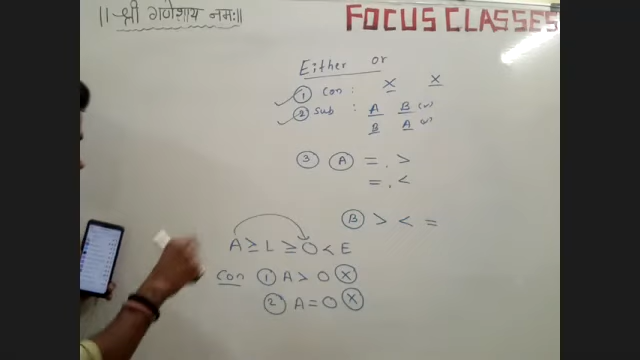 ॥ श्री गणेशाय नमः॥
FOCUS CLASSES
Either or
① Con : X X
② Sub : A B (✓)
B A (✓)
③ Ⓐ = . >
= . <
Ⓑ > < =
A ≥ L ≥ O < E
Con ① A > O Ⓧ
② A = O Ⓧ